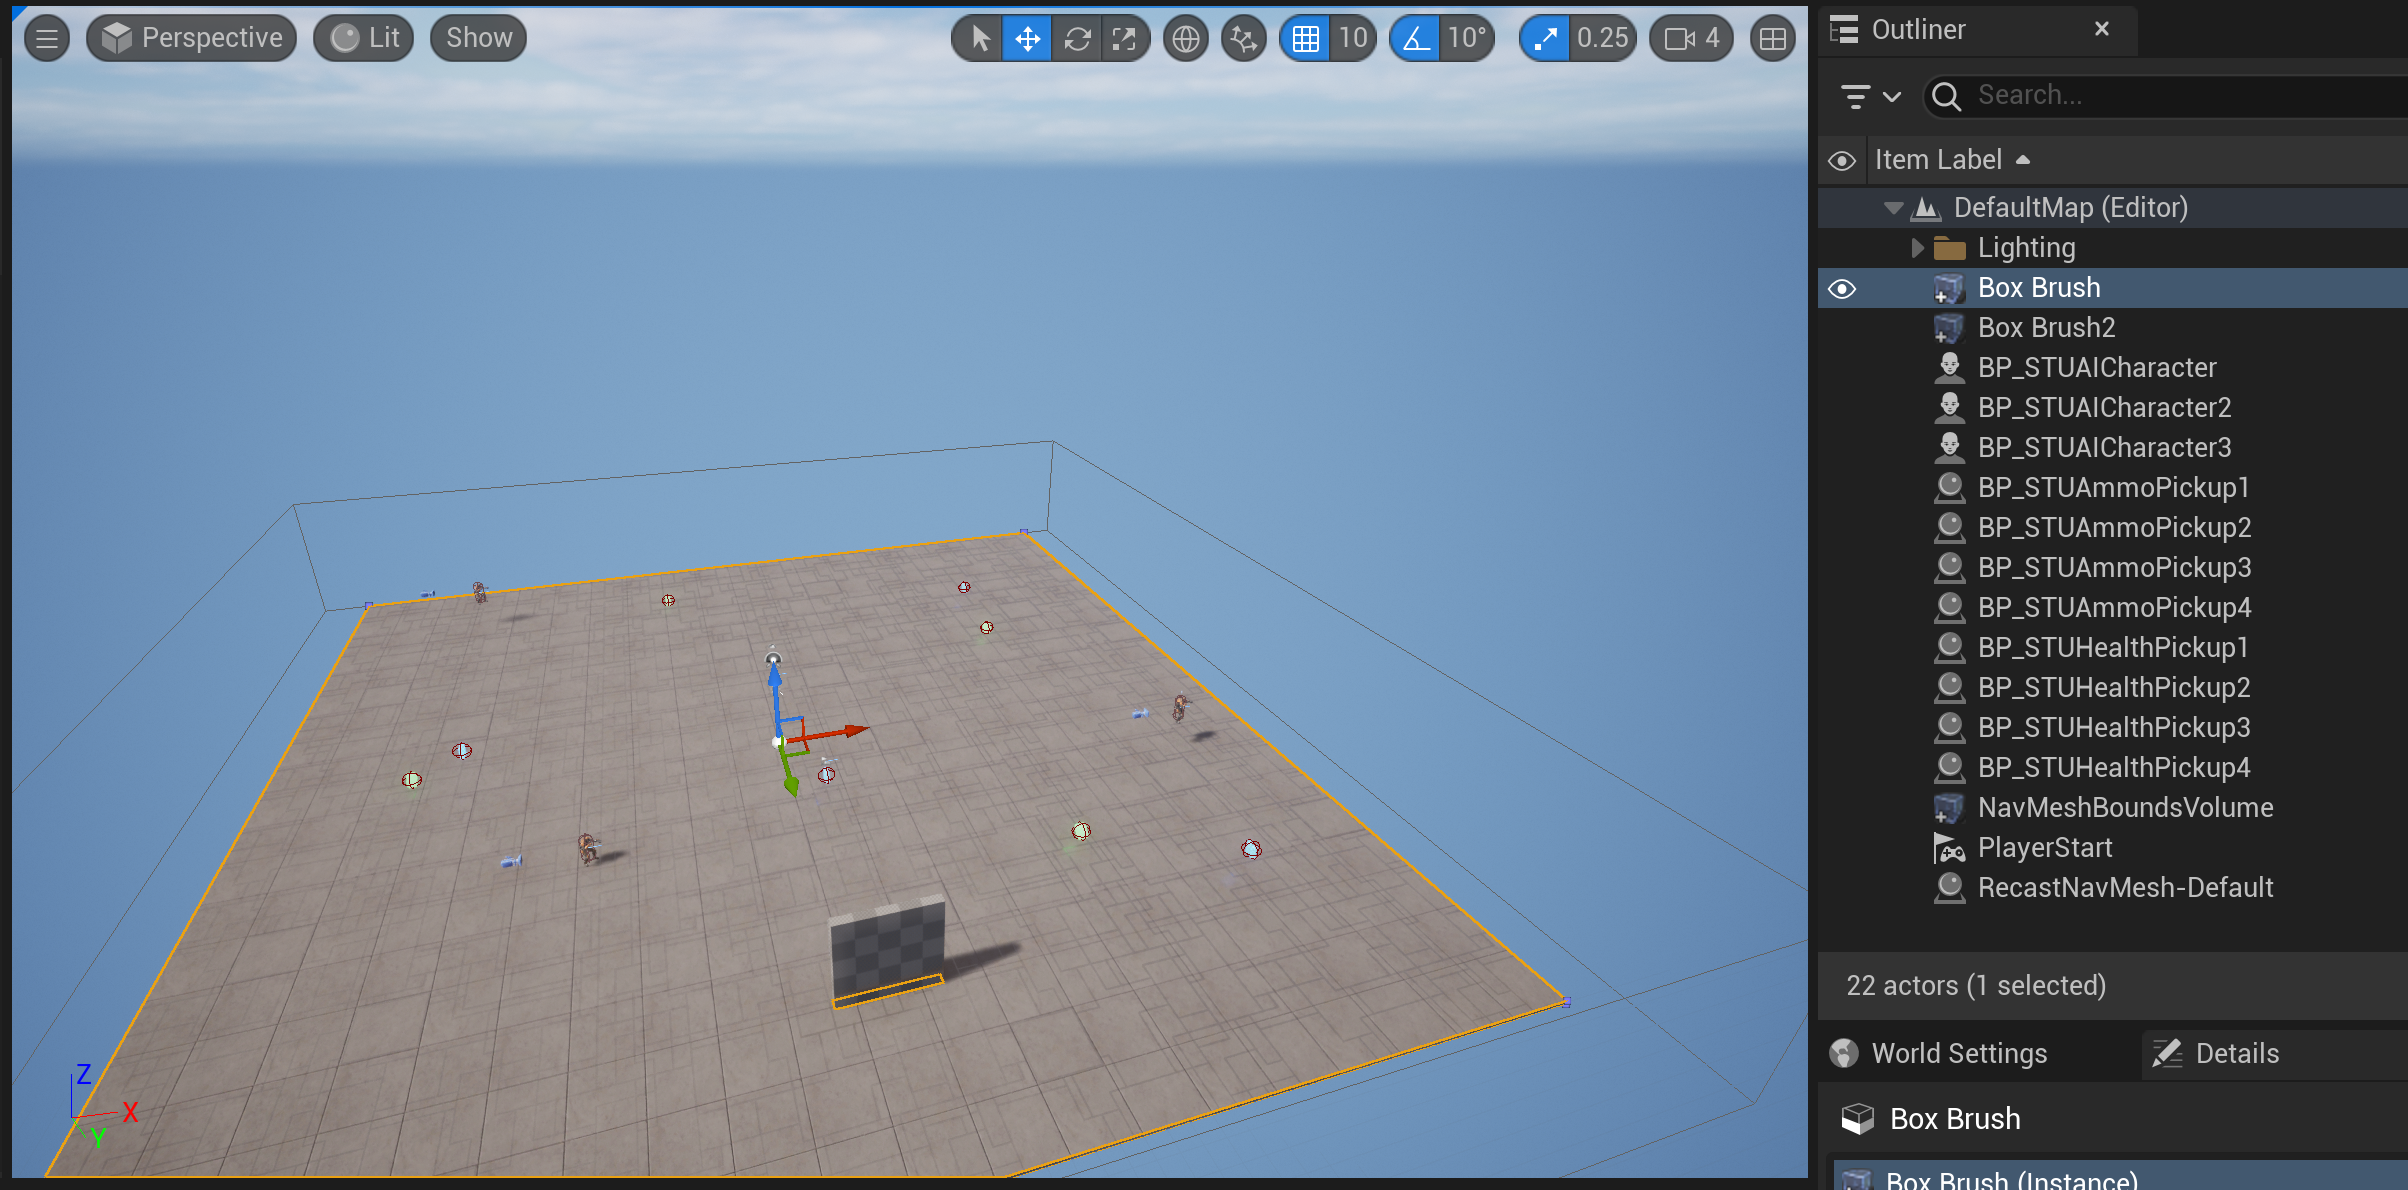 Perspective
Lit
Show
10
10°
0.25
4
Z
X
Y
Outliner
Search...
Item Label
DefaultMap (Editor)
Lighting
Box Brush
Box Brush2
BP_STUAICharacter
BP_STUAICharacter2
BP_STUAICharacter3
BP_STUAmmoPickup1
BP_STUAmmoPickup2
BP_STUAmmoPickup3
BP_STUAmmoPickup4
BP_STUHealthPickup1
BP_STUHealthPickup2
BP_STUHealthPickup3
BP_STUHealthPickup4
NavMeshBoundsVolume
PlayerStart
RecastNavMesh-Default
22 actors (1 selected)
World Settings
Details
Box Brush
Box Brush (Instance)